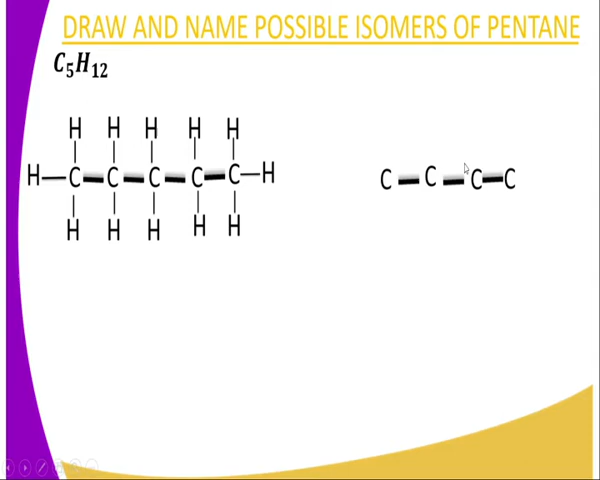 DRAW AND NAME POSSIBLE ISOMERS OF PENTANE
C₅H₁₂
H H H H H
H—C—C—C—C—C—H C—C—C—C
H H H H H